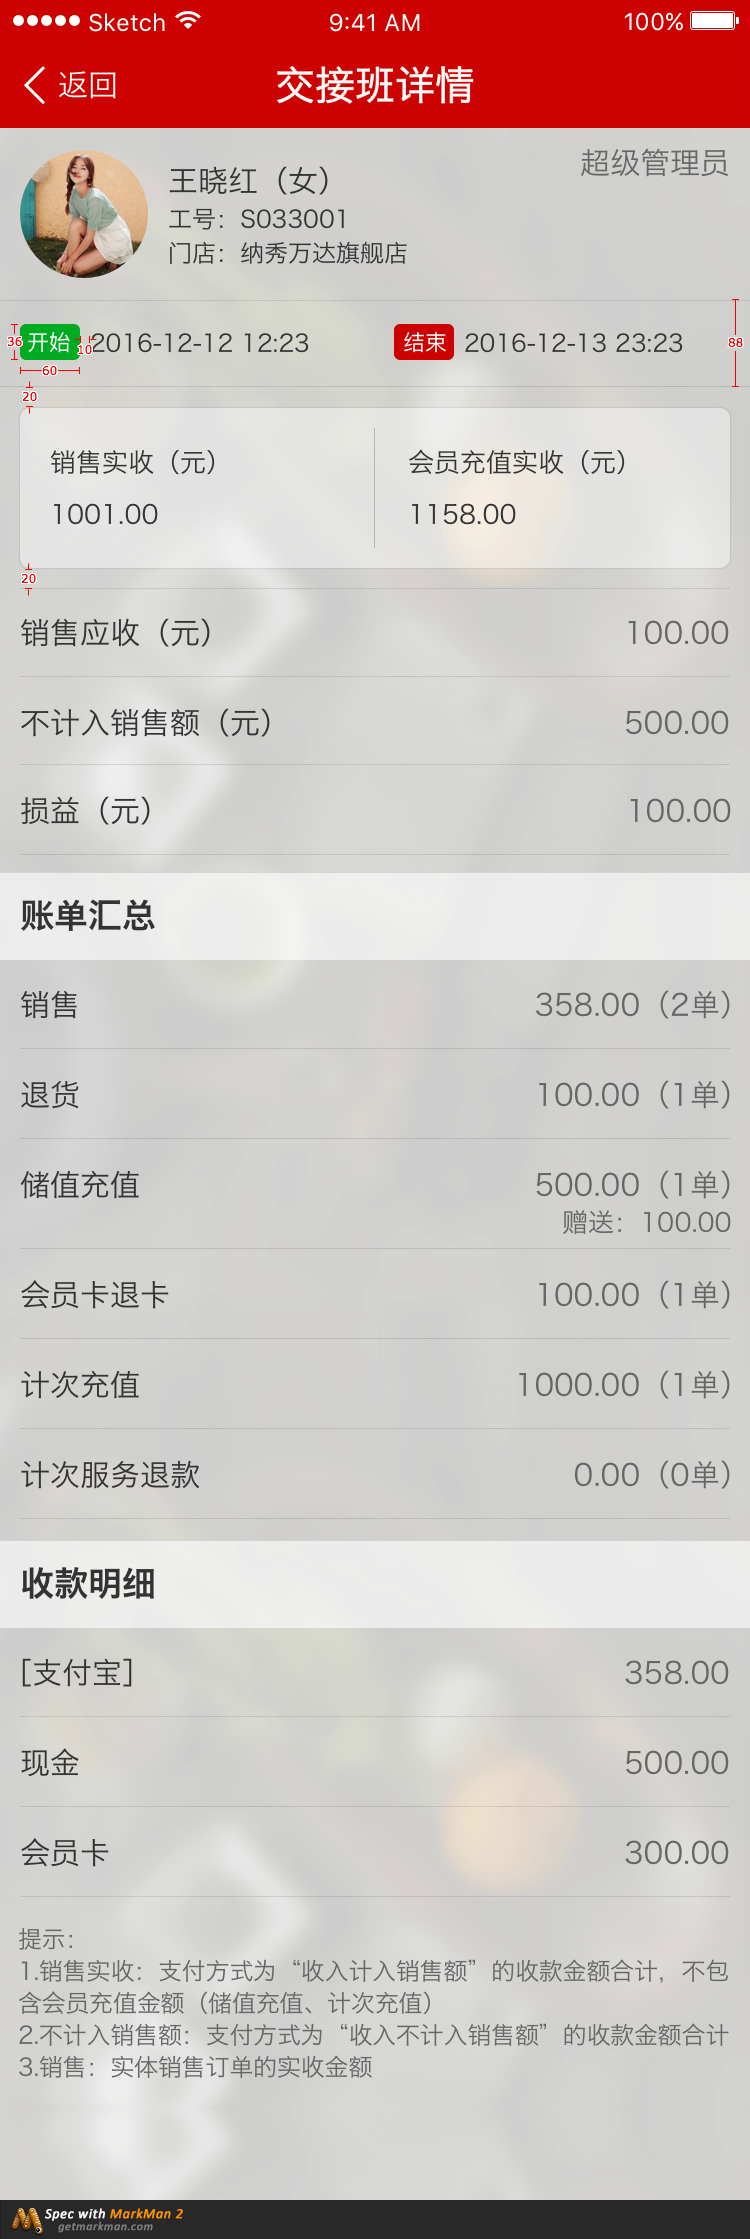 Sketch 9:41 AM 100%
返回 交接班详情
超级管理员
王晓红（女）
工号：S033001
门店：纳秀万达旗舰店
开始 2016-12-12 12:23 结束 2016-12-13 23:23
36 10 60 88
20
销售实收（元） 会员充值实收（元）
1001.00 1158.00
20
销售应收（元） 100.00
不计入销售额（元） 500.00
损益（元） 100.00
账单汇总
销售 358.00（2单）
退货 100.00（1单）
储值充值 500.00（1单）
赠送：100.00
会员卡退卡 100.00（1单）
计次充值 1000.00（1单）
计次服务退款 0.00（0单）
收款明细
[支付宝] 358.00
现金 500.00
会员卡 300.00
提示：
1.销售实收：支付方式为“收入计入销售额”的收款金额合计，不包
含会员充值金额（储值充值、计次充值）
2.不计入销售额：支付方式为“收入不计入销售额”的收款金额合计
3.销售：实体销售订单的实收金额
Spec with MarkMan 2
getmarkman.com